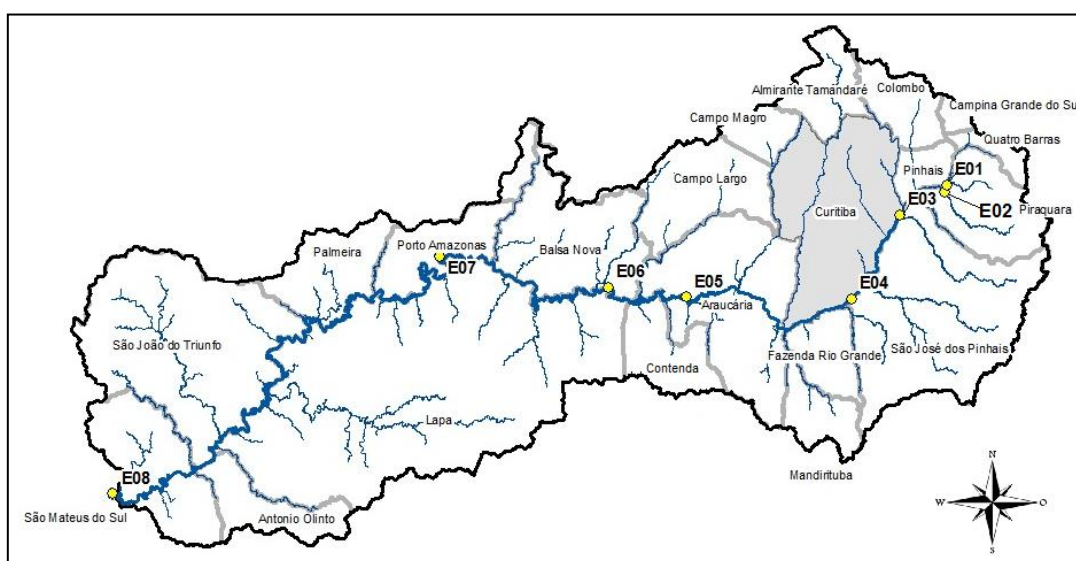 Almirante Tamandaré
Colombo
Campina Grande do Su
Campo Magro
Quatro Barras
Pinhais
E01
Campo Largo
E03
E02
Piraquara
Curitiba
Palmeira
Porto Amazonas
Balsa Nova
E07
E06
E05
E04
Araucária
São João do Triunfo
Fazenda Rio Grande
São José dos Pinhais
Contenda
Lapa
Mandirituba
E08
São Mateus do Sul
Antonio Olinto
N
W
O
S